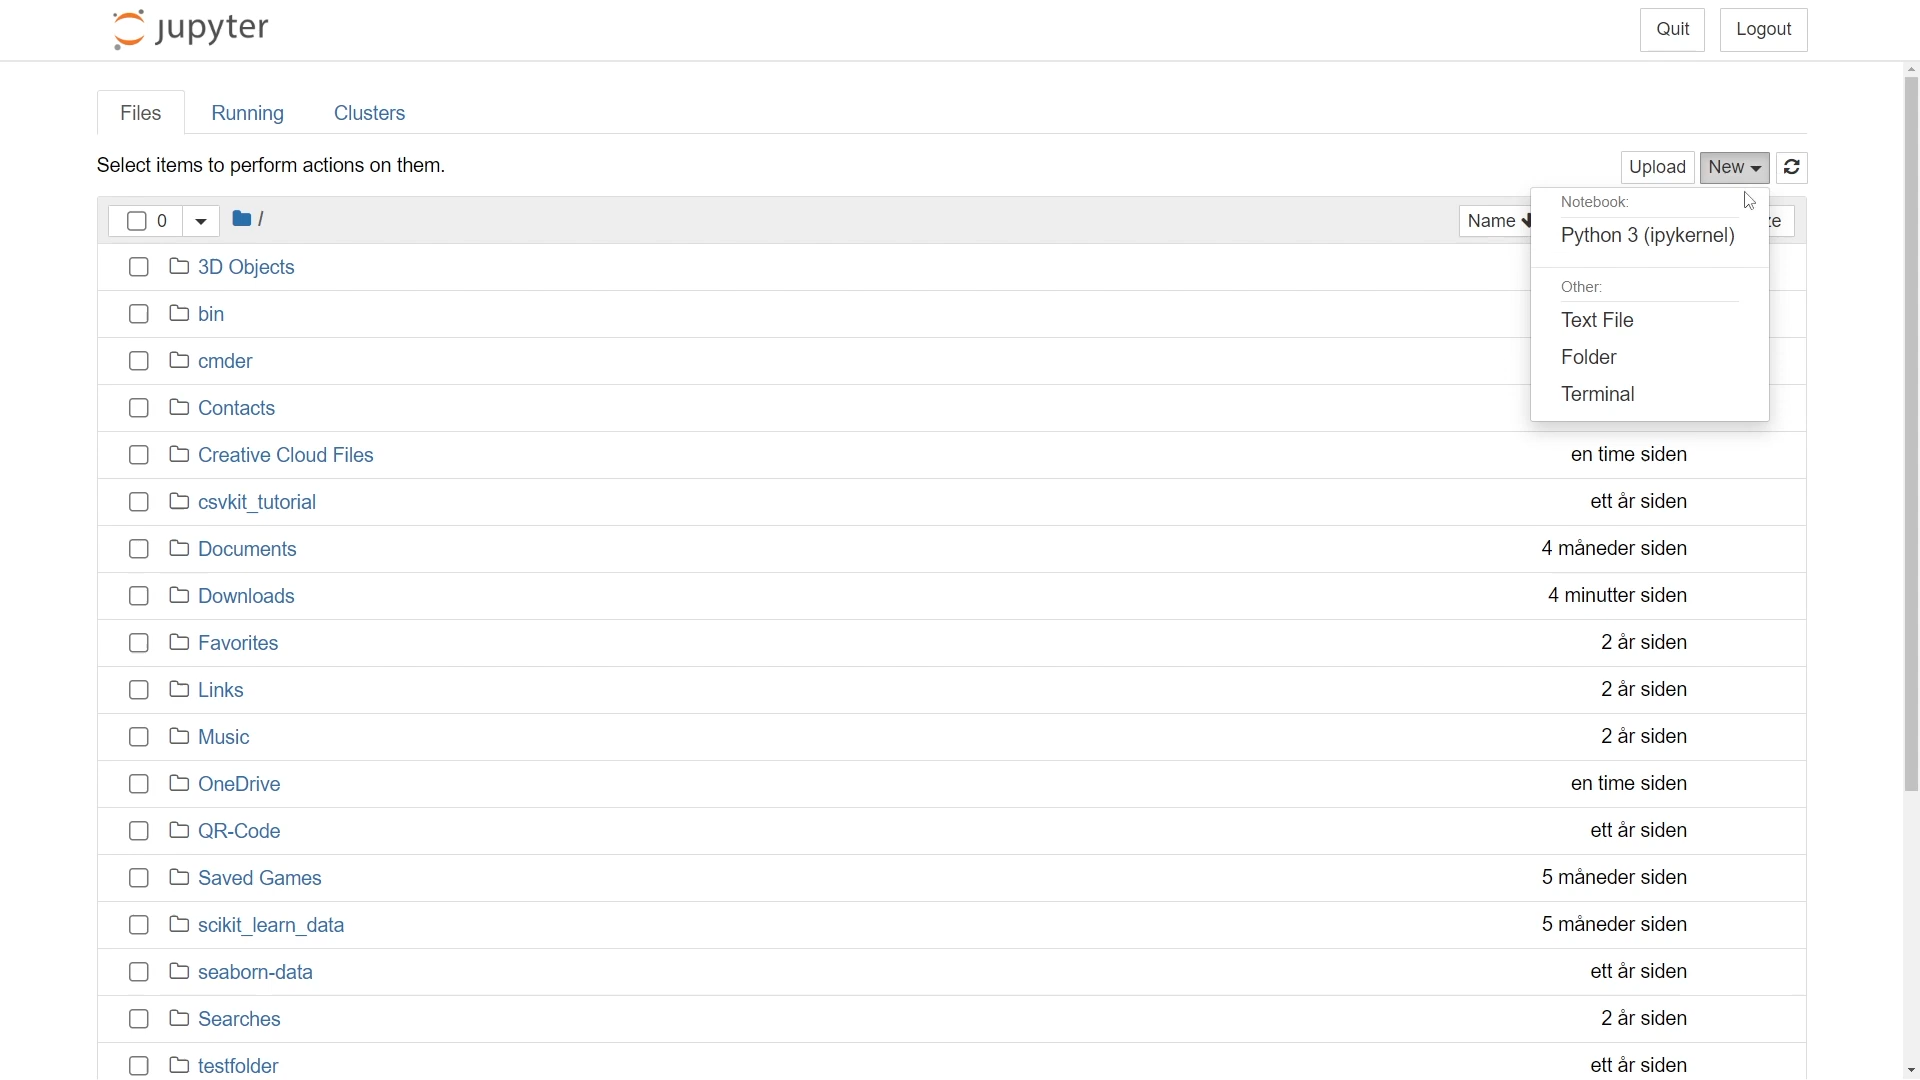 jupyter
Quit
Logout
Files
Running
Clusters
Select items to perform actions on them.
Upload
New
0
/
Name
Notebook:
Python 3 (ipykernel)
Other:
Text File
Folder
Terminal
3D Objects
bin
cmder
Contacts
Creative Cloud Files
en time siden
csvkit_tutorial
ett år siden
Documents
4 måneder siden
Downloads
4 minutter siden
Favorites
2 år siden
Links
2 år siden
Music
2 år siden
OneDrive
en time siden
QR-Code
ett år siden
Saved Games
5 måneder siden
scikit_learn_data
5 måneder siden
seaborn-data
ett år siden
Searches
2 år siden
testfolder
ett år siden